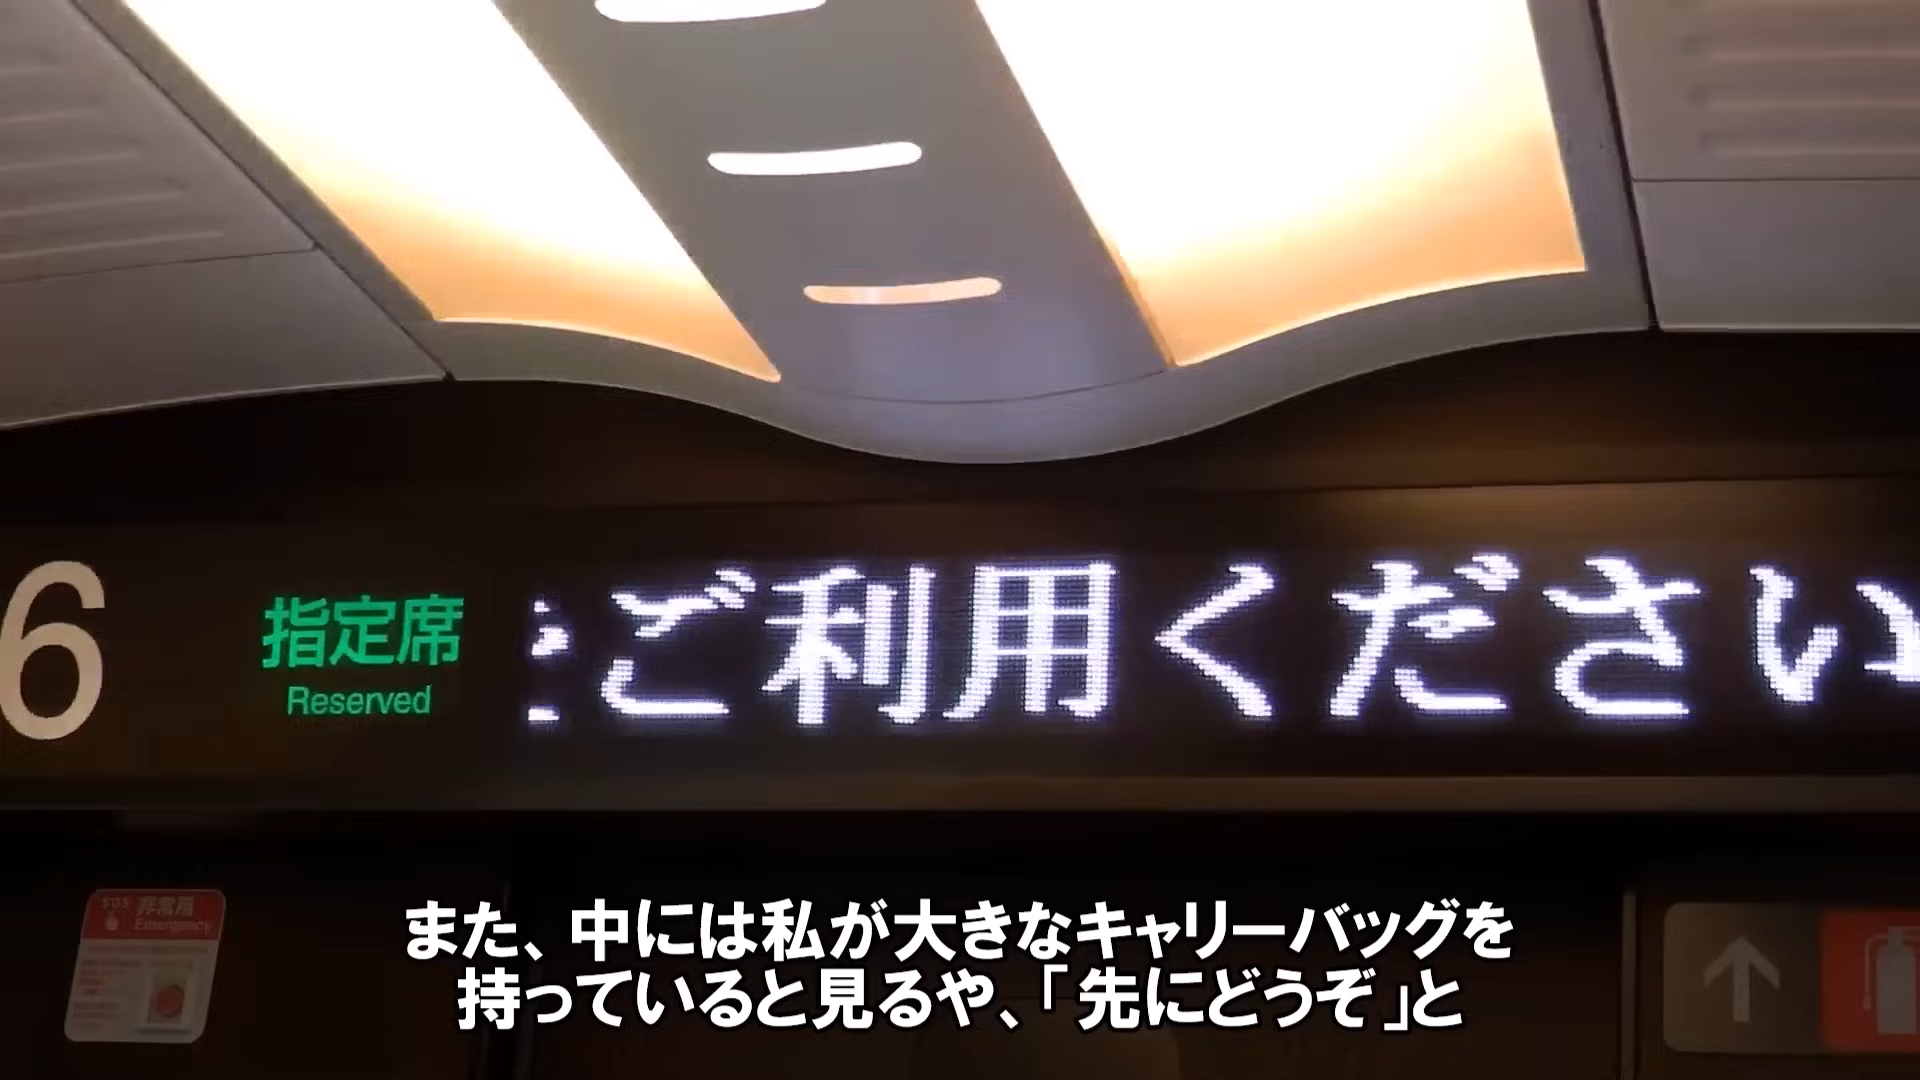 6
指定席
Reserved
ご利用ください
SOS 非常用
Emergency
また、中には私が大きなキャリーバッグを
持っていると見るや、「先にどうぞ」と